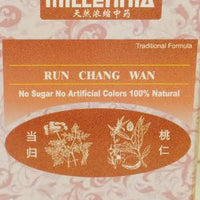 MILLENNIA
天然浓缩中药
Traditional Formula
RUN CHANG WAN
No Sugar No Artificial Colors 100% Natural
当归
桃仁